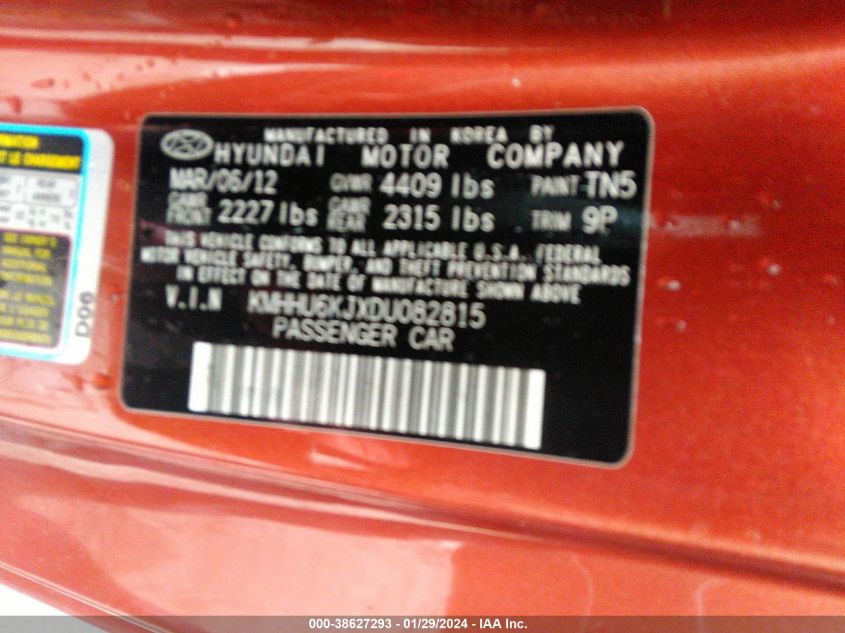 MANUFACTURED IN KOREA BY
HYUNDAI MOTOR COMPANY
MAR/06/12 GVWR 4409 lbs PAINT TN5
GAWR FRONT 2227 lbs GAWR REAR 2315 lbs TRIM 9P
THIS VEHICLE CONFORMS TO ALL APPLICABLE U.S.A. FEDERAL
MOTOR VEHICLE SAFETY, BUMPER, AND THEFT PREVENTION STANDARDS
IN EFFECT ON THE DATE OF MANUFACTURE SHOWN ABOVE
V.I.N KMHHU6KJXDU082815
PASSENGER CAR
D06
000-38627293 - 01/29/2024 - IAA Inc.